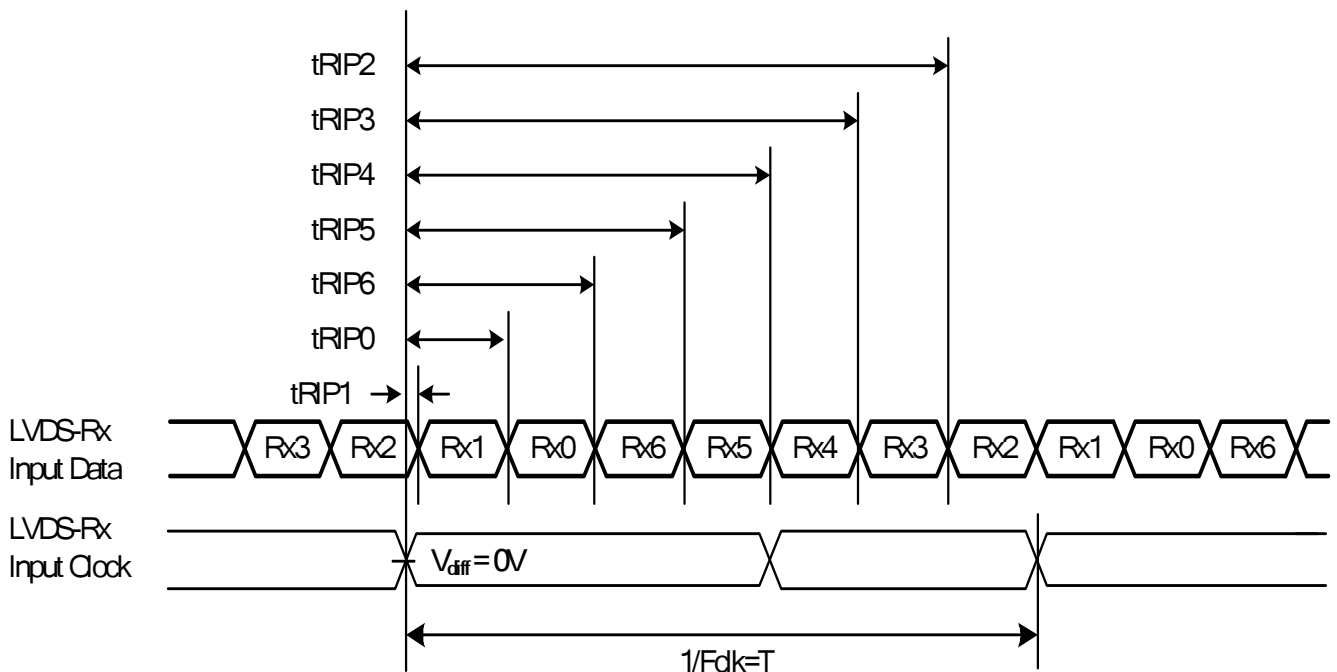 tRIP2
tRIP3
tRIP4
tRIP5
tRIP6
tRIP0
tRIP1
LVDS-Rx
Input Data
Rx3 Rx2 Rx1 Rx0 Rx6 Rx5 Rx4 Rx3 Rx2 Rx1 Rx0 Rx6
LVDS-Rx
Input Clock
Vdiff = 0V
1/Fclk=T